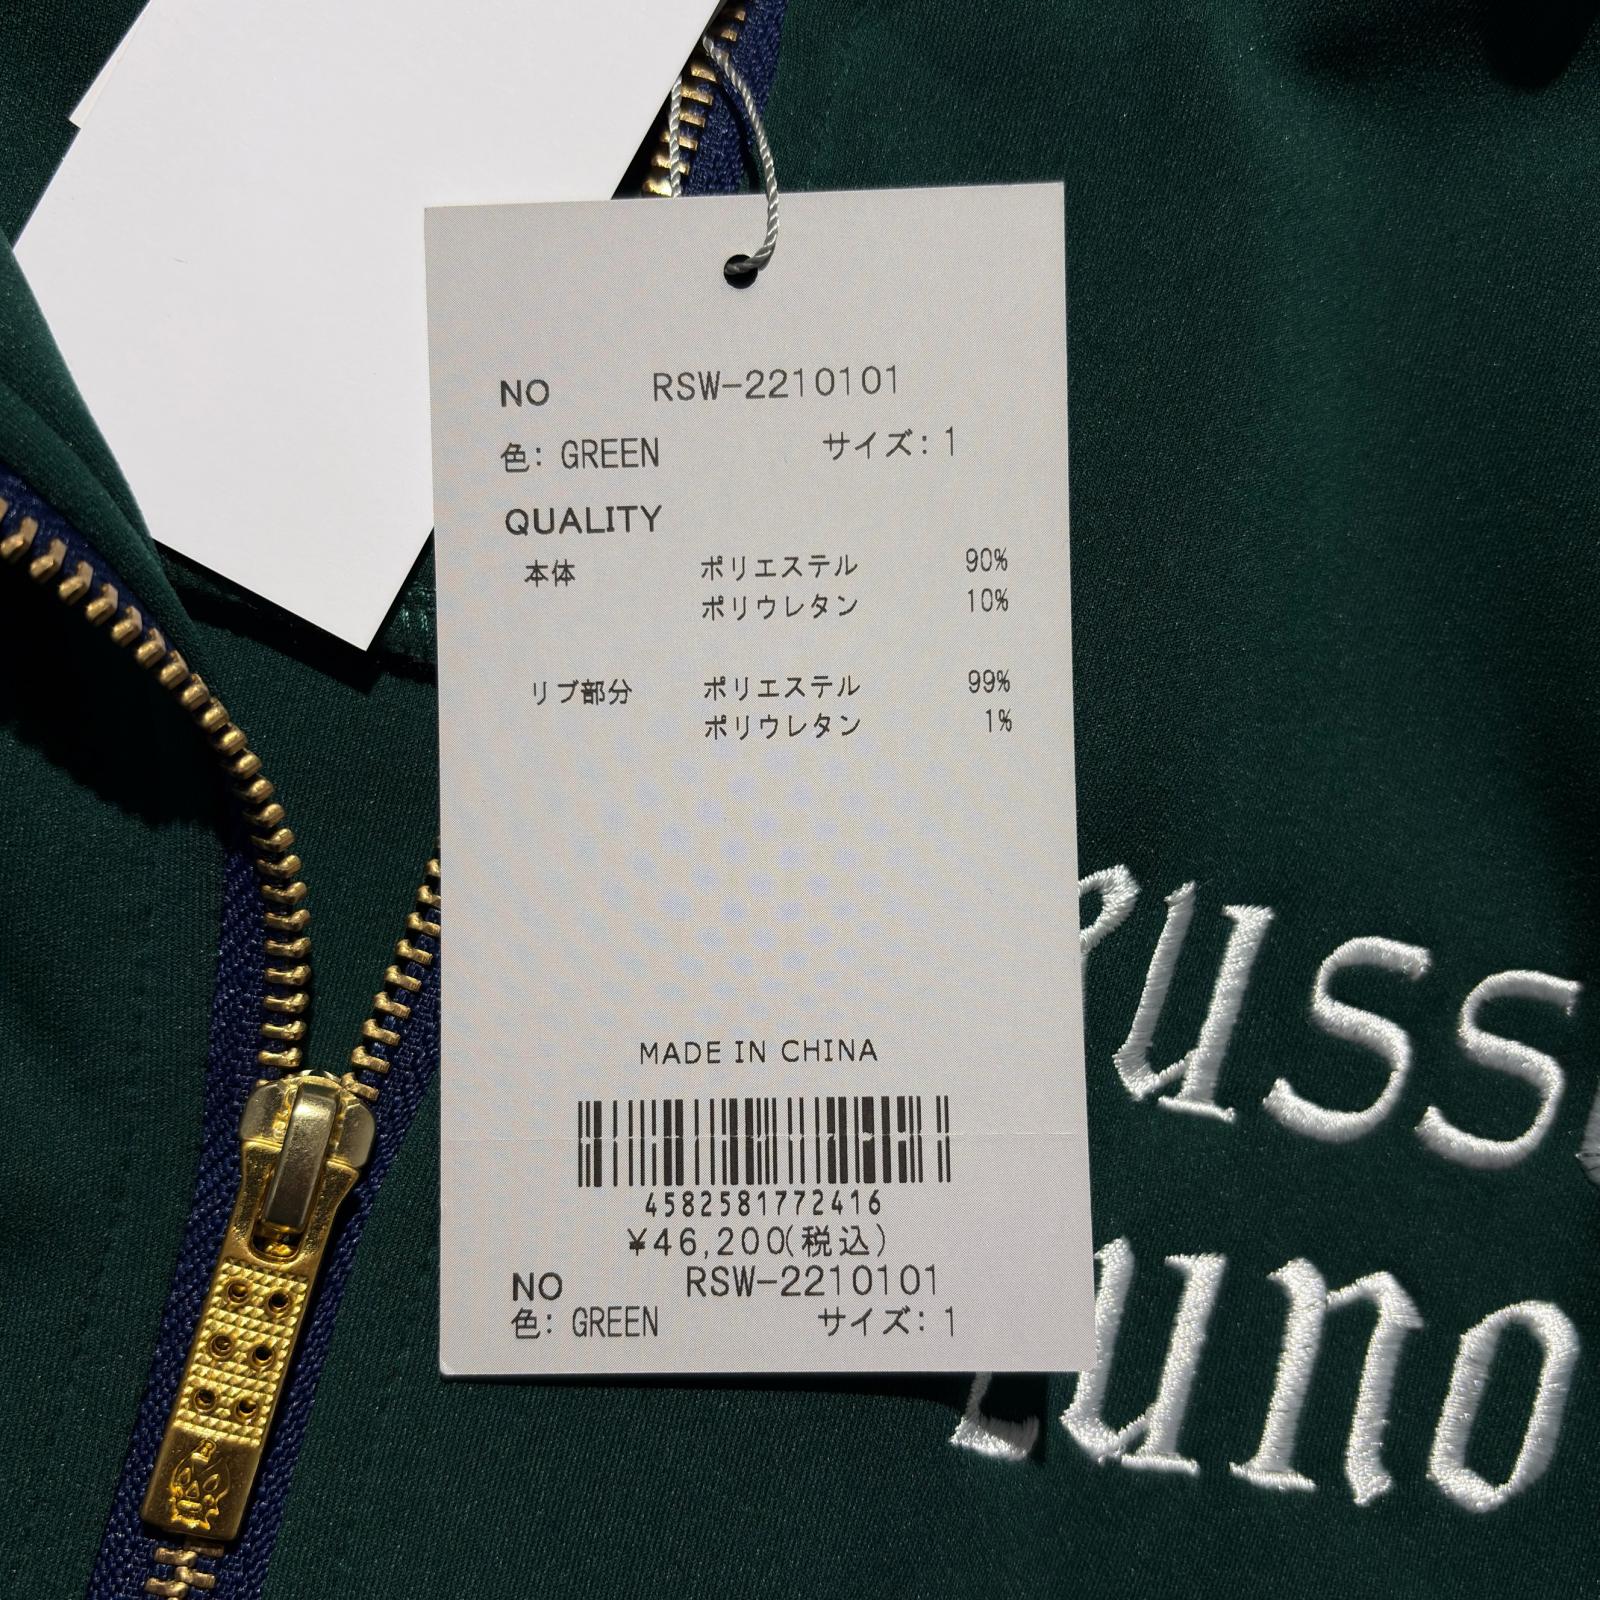 NO RSW-2210101
色: GREEN サイズ: 1
QUALITY
本体 ポリエステル 90%
ポリウレタン 10%
リブ部分 ポリエステル 99%
ポリウレタン 1%
MADE IN CHINA
4582581772416
¥46,200(税込)
NO RSW-2210101
色: GREEN サイズ: 1